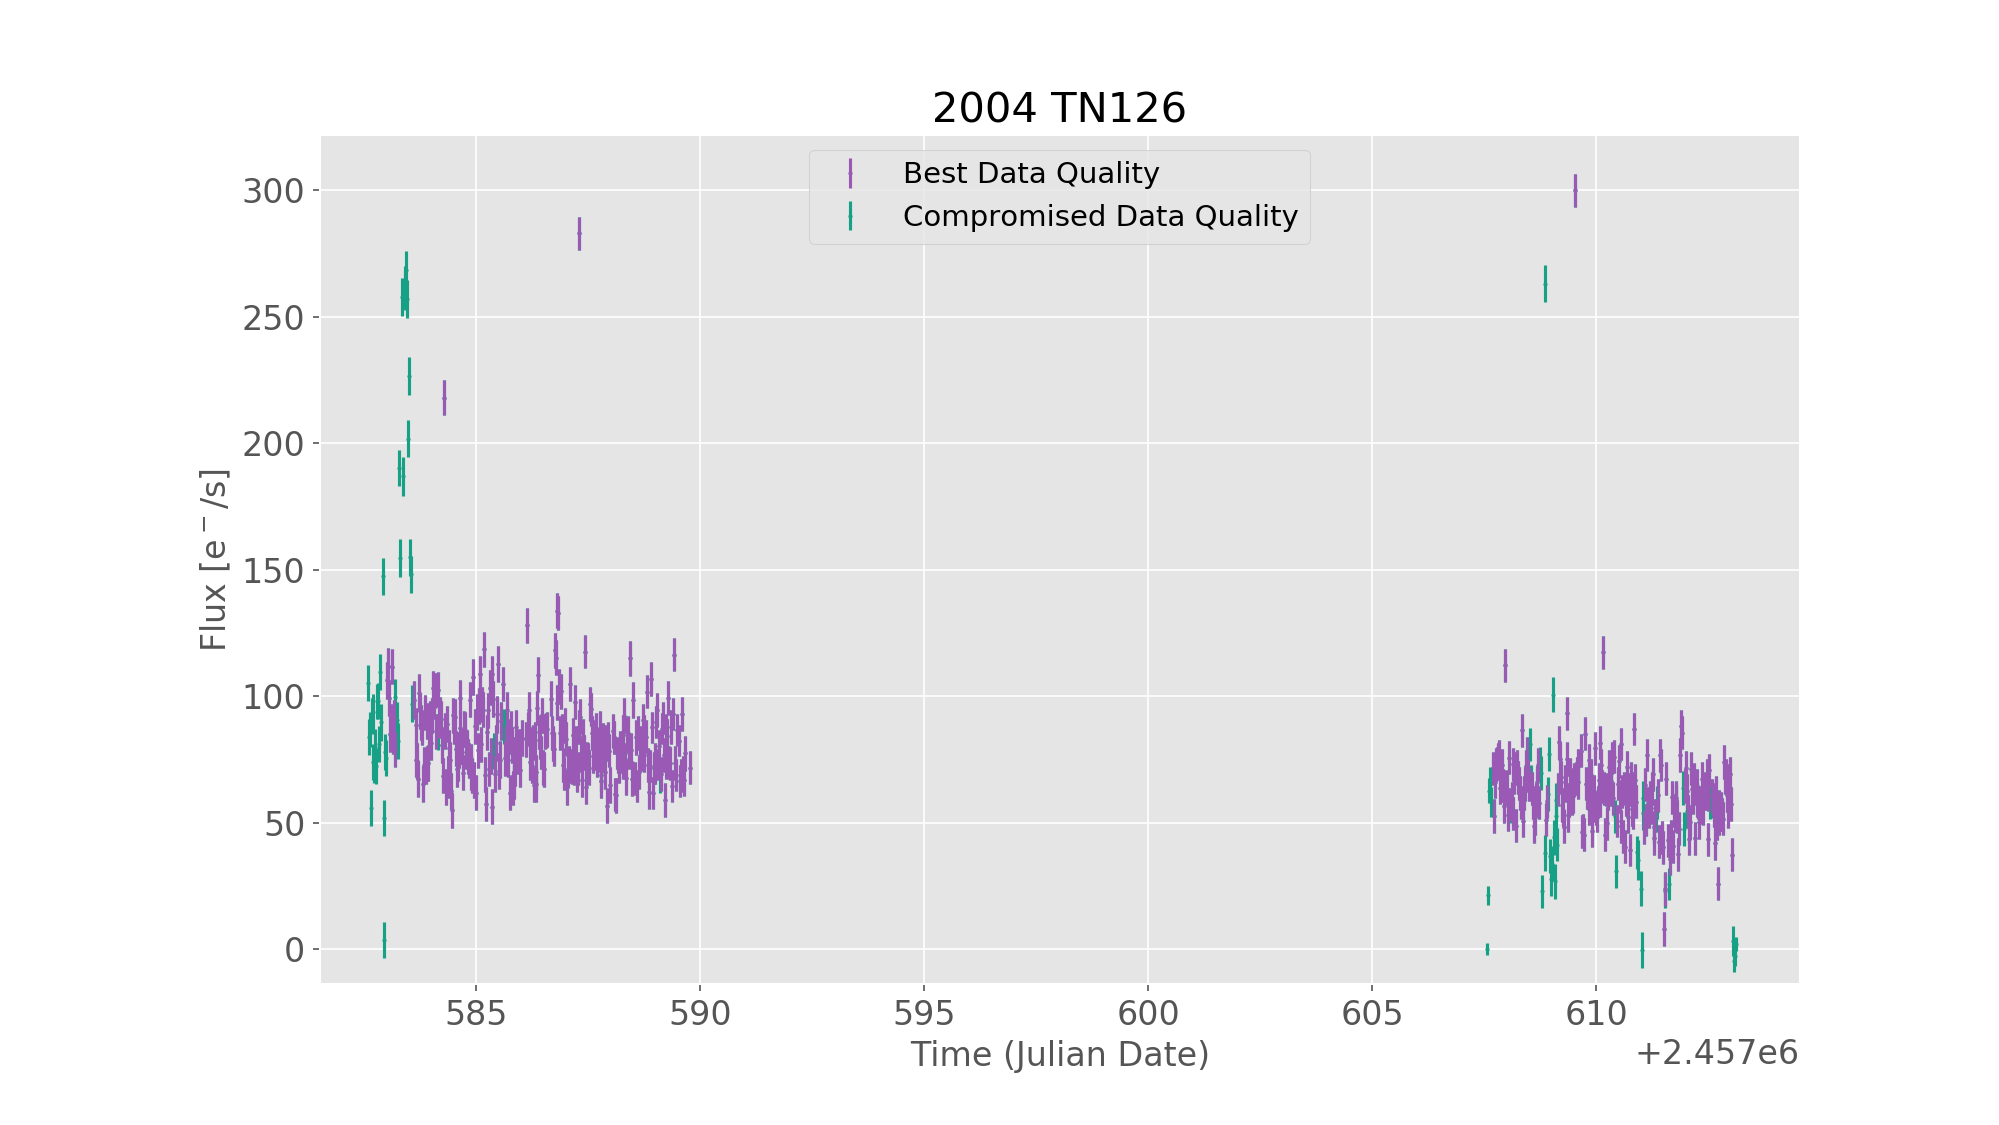 2004 TN126
Best Data Quality
Compromised Data Quality
300
250
200
150
100
50
0
Flux [e⁻/s]
585 590 595 600 605 610
Time (Julian Date)
+2.457e6